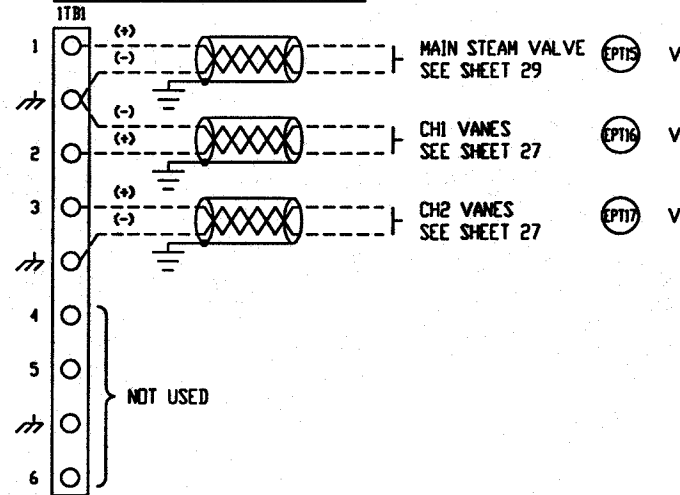 1TB1
1 (+) MAIN STEAM VALVE EPT15 V
(-) SEE SHEET 29
(-) CH1 VANES EPT16 V
2 (+) SEE SHEET 27
3 (+) CH2 VANES EPT17 V
(-) SEE SHEET 27
4
5
NOT USED
6